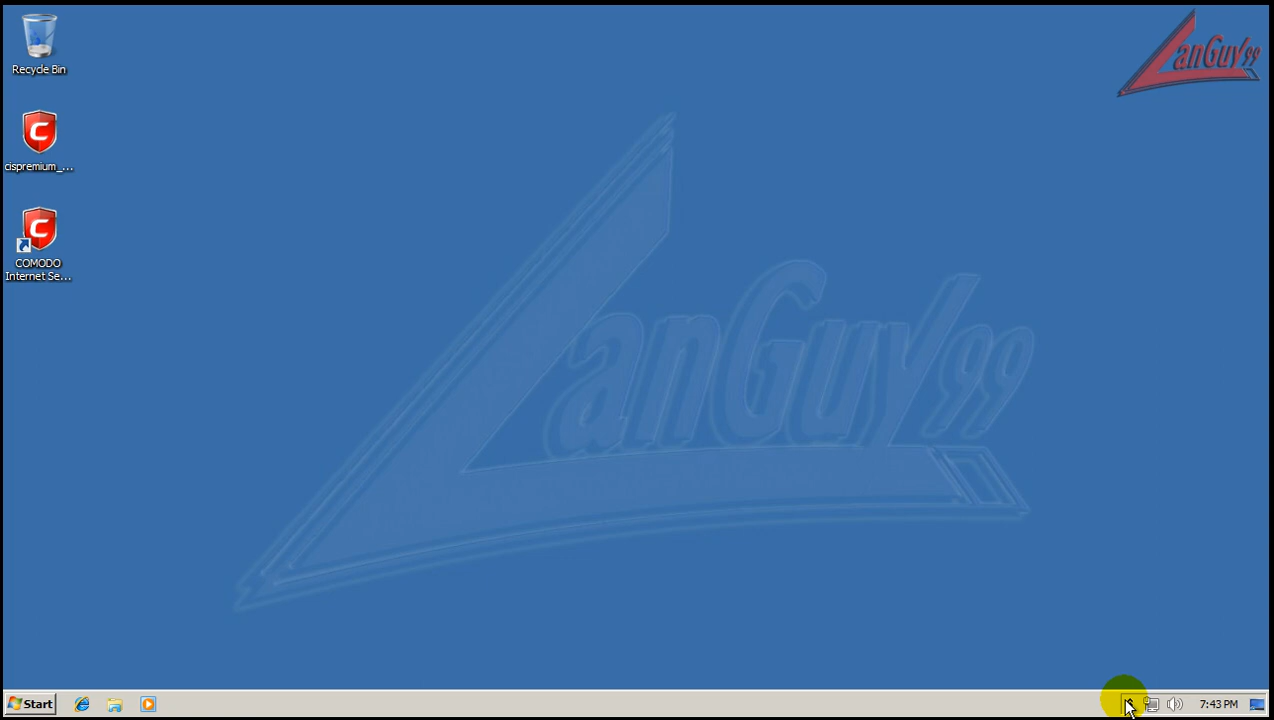 Recycle Bin
LanGuy99
cispremium_...
COMODO
Internet Se...
LanGuy99
Start
7:43 PM